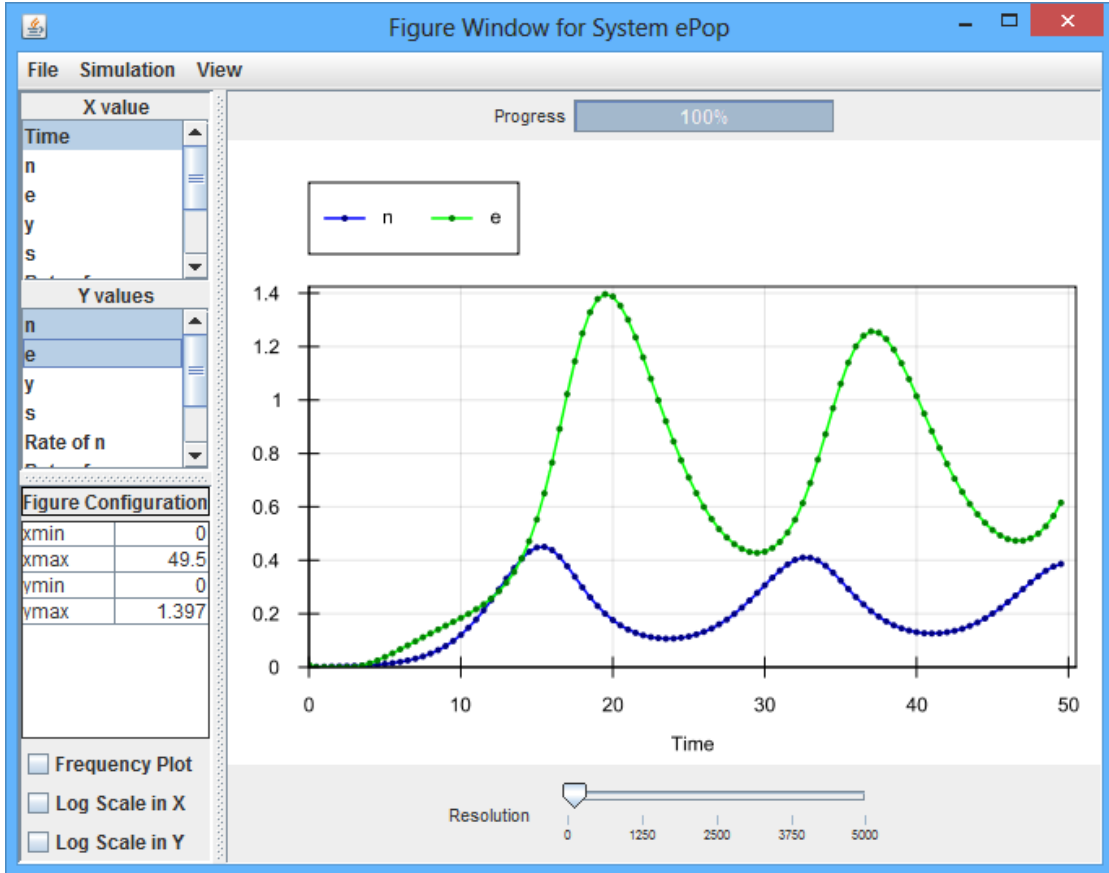 Figure Window for System ePop
File Simulation View
X value
Time
n
e
y
s
Y values
n
e
y
s
Rate of n
Figure Configuration
xmin 0
xmax 49.5
ymin 0
ymax 1.397
Frequency Plot
Log Scale in X
Log Scale in Y
Progress 100%
n e
1.4
1.2
1
0.8
0.6
0.4
0.2
0
0 10 20 30 40 50
Time
Resolution
0 1250 2500 3750 5000